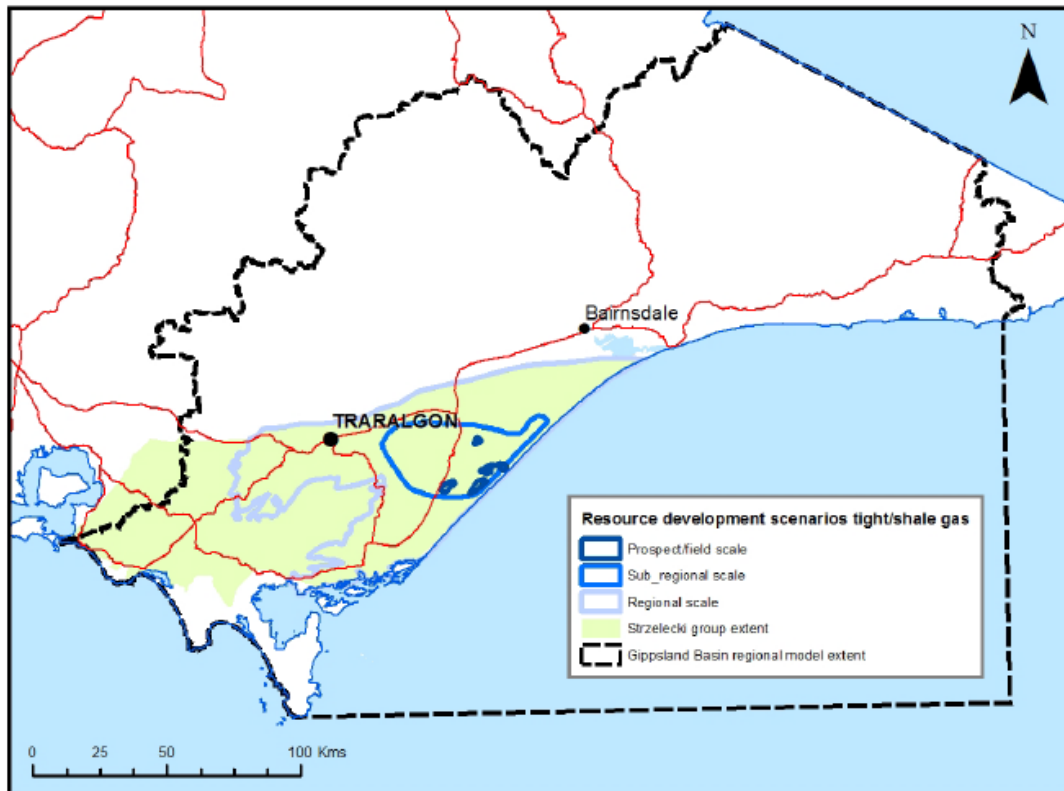 N
Bairnsdale
TRARALGON
Resource development scenarios tight/shale gas
Prospect/field scale
Sub_regional scale
Regional scale
Strzelecki group extent
Gippsland Basin regional model extent
0 25 50 100 Kms